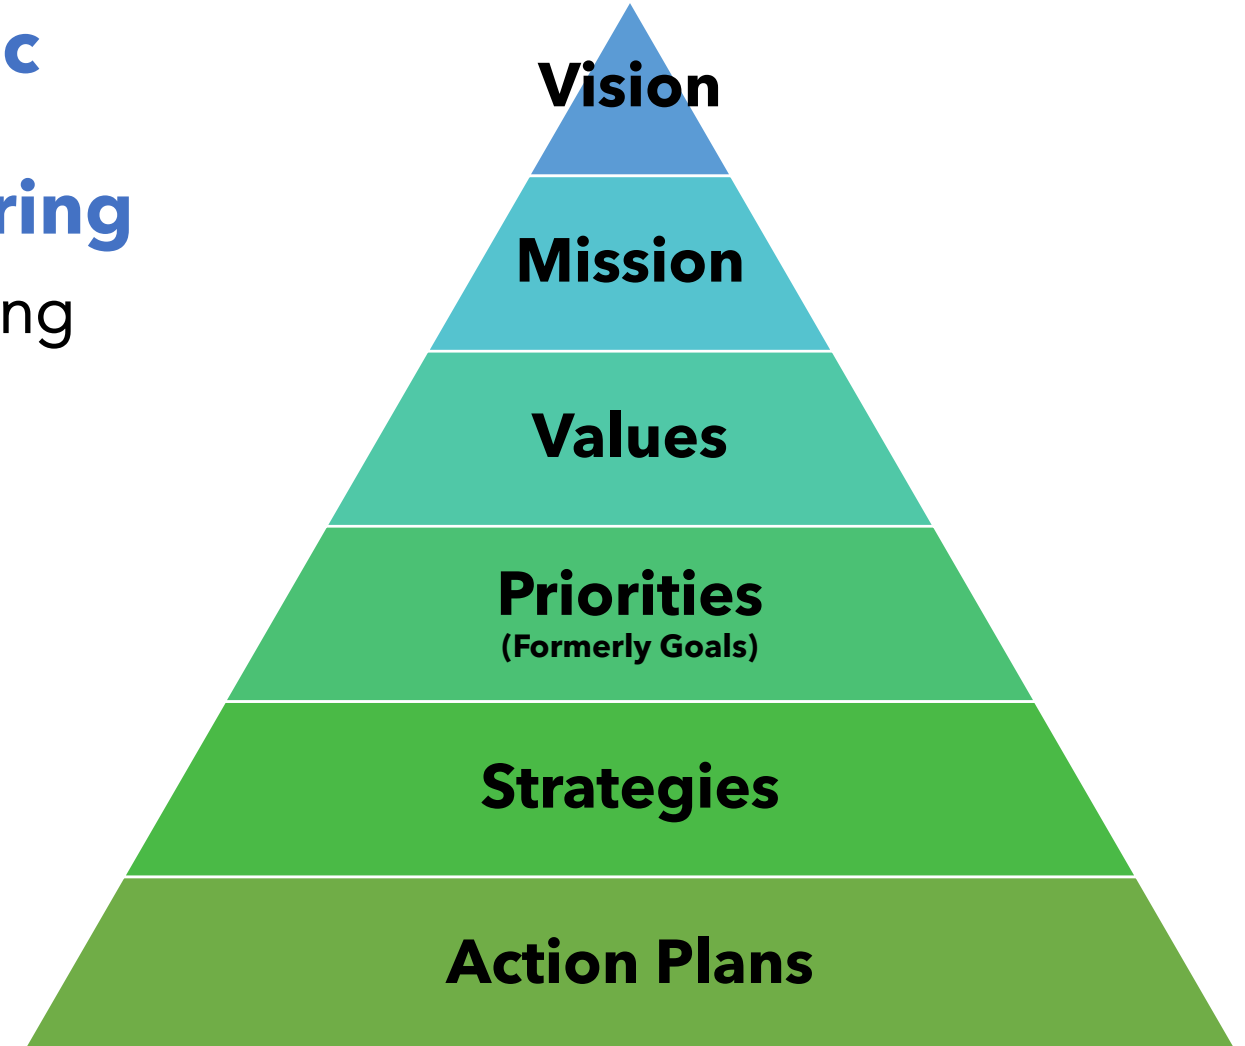 c
ring
ng
Vision
Mission
Values
Priorities
(Formerly Goals)
Strategies
Action Plans